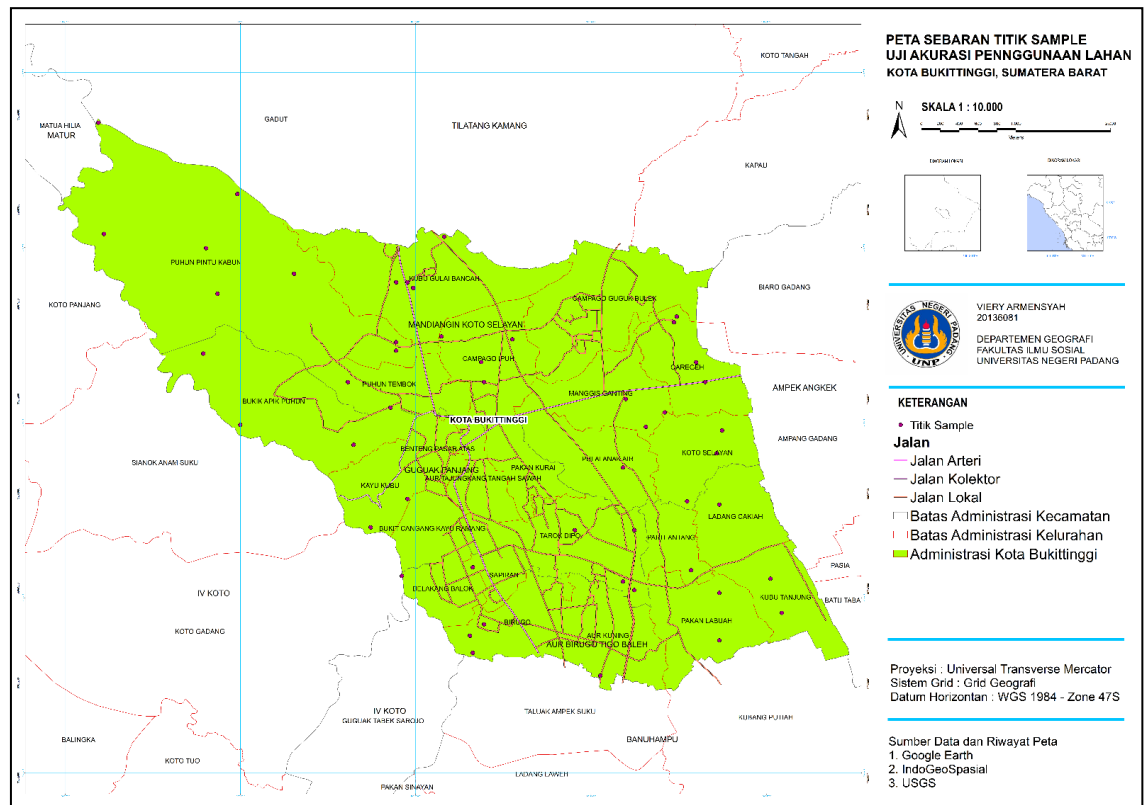 PETA SEBARAN TITIK SAMPLE
UJI AKURASI PENNGGUNAAN LAHAN
KOTA BUKITTINGGI, SUMATERA BARAT
N
SKALA 1 : 10.000
Meters
UNIVERSITAS NEGERI PADANG
UNP
VIERY ARMENSYAH
20136081
DEPARTEMEN GEOGRAFI
FAKULTAS ILMU SOSIAL
UNIVERSITAS NEGERI PADANG
KETERANGAN
Titik Sample
Jalan
Jalan Arteri
Jalan Kolektor
Jalan Lokal
Batas Administrasi Kecamatan
Batas Administrasi Kelurahan
Administrasi Kota Bukittinggi
Proyeksi : Universal Transverse Mercator
Sistem Grid : Grid Geografi
Datum Horizontan : WGS 1984 - Zone 47S
Sumber Data dan Riwayat Peta
1. Google Earth
2. IndoGeoSpasial
3. USGS
KOTO TANGAH
GADUT
MATUA HILIA
MATUR
TILATANG KAMANG
KAPAU
PUHUN PINTU KABUN
KUBU GULAI BANCAH
BIARO GADANG
KOTO PANJANG
GAMPAGO GUGUK BULEK
MANDIANGIN KOTO SELAYAN
CAMPAGO IPUH
GARECEH
PUHUN TEMBOK
AMPEK ANGKEK
BUKIK APIK PUHUN
MANGGIS GANTING
KOTA BUKITTINGGI
AMPANG GADANG
BENTENG PASAR ATAS
KOTO SELAYAN
SIANOK ANAM SUKU
GUGUAK PANJANG
PAKAN KURAI
AUR TAJUNGKANG TANGAH SAWAH
KAYU KUBU
LADANG CAKIAH
BUKIT CANGANG KAYU RAMANG
TAROK DIPO
PARIT ANTANG
PASIA
SAPIRAN
IV KOTO
BELAKANG BALOK
KUBU TANJUNG
BATU TABA
PAKAN LABUAH
BIRUGO
KOTO GADANG
AUR KUNING
AUR BIRUGO TIGO BALEH
IV KOTO
GUGUAK TABEK SAROJO
TALUAK AMPEK SUKU
KUBANG PUTIAH
BALINGKA
BANUHAMPU
KOTO TUO
LADANG LAWEH
PAKAN SINAYAN